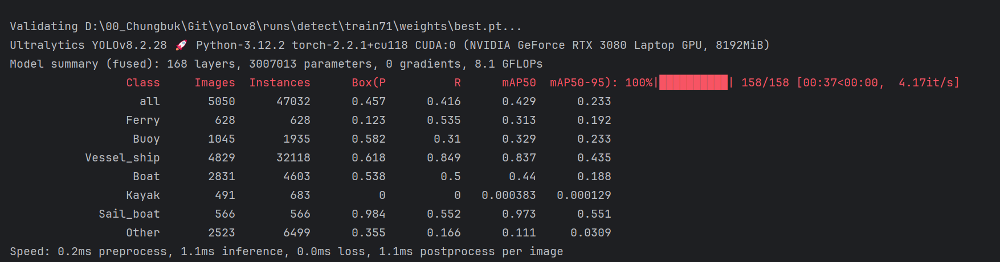 Validating D:\00_Chungbuk\Git\yolov8\runs\detect\train71\weights\best.pt...
Ultralytics YOLOv8.2.28 🚀 Python-3.12.2 torch-2.2.1+cu118 CUDA:0 (NVIDIA GeForce RTX 3080 Laptop GPU, 8192MiB)
Model summary (fused): 168 layers, 3007013 parameters, 0 gradients, 8.1 GFLOPs
                 Class     Images  Instances      Box(P          R      mAP50  mAP50-95): 100%|██████████| 158/158 [00:37<00:00,  4.17it/s]
                   all       5050      47032      0.457      0.416      0.429      0.233
                 Ferry        628        628      0.123      0.535      0.313      0.192
                  Buoy       1045       1935      0.582       0.31      0.329      0.233
           Vessel_ship       4829      32118      0.618      0.849      0.837      0.435
                  Boat       2831       4603      0.538        0.5       0.44      0.188
                 Kayak        491        683          0          0   0.000383   0.000129
             Sail_boat        566        566      0.984      0.552      0.973      0.551
                 Other       2523       6499      0.355      0.166      0.111     0.0309
Speed: 0.2ms preprocess, 1.1ms inference, 0.0ms loss, 1.1ms postprocess per image